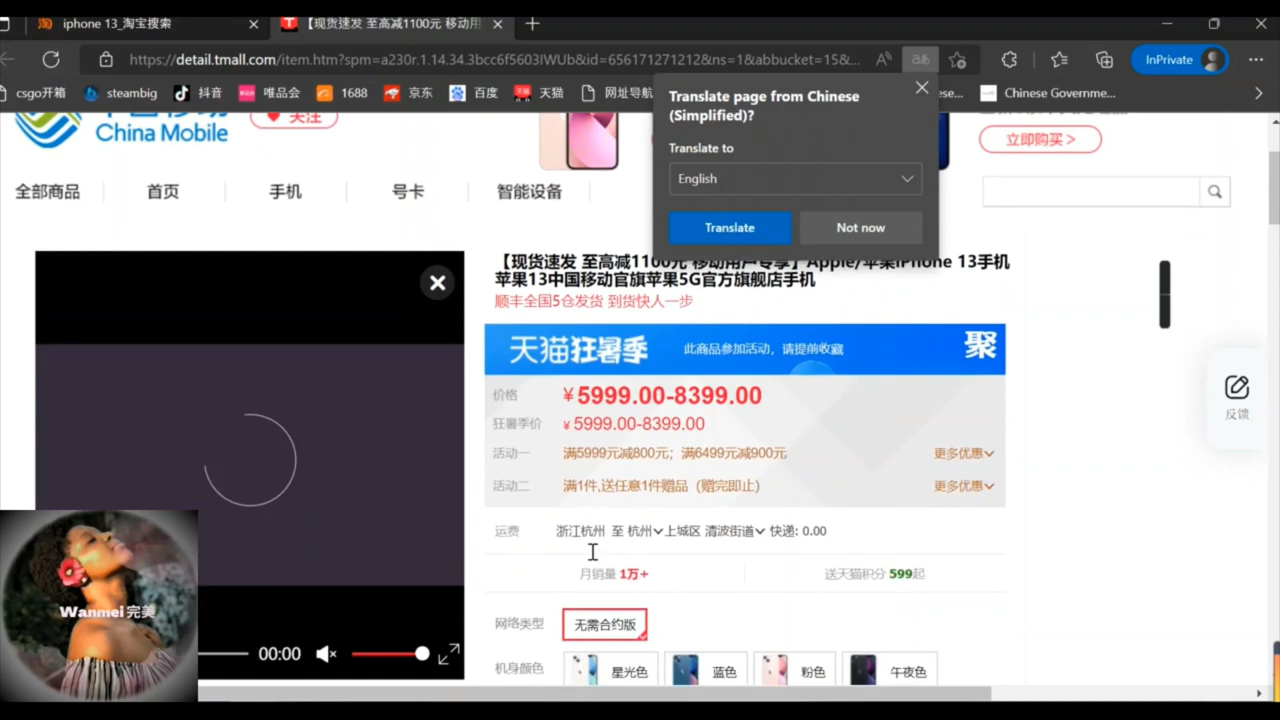 iphone 13_淘宝搜索
【现货速发 至高减1100元 移动用
https://detail.tmall.com/item.htm?spm=a230r.1.14.34.3bcc6f5603IWUb&id=656171271212&ns=1&abbucket=15&...
InPrivate
csgo开箱
steambig
抖音
唯品会
1688
京东
百度
天猫
网址导航
Chinese Governme...
Translate page from Chinese
(Simplified)?
Translate to
English
Translate
Not now
China Mobile
关注
立即购买 >
全部商品
首页
手机
号卡
智能设备
【现货速发 至高减1100元 移动用户专享】Apple/苹果iPhone 13手机
苹果13中国移动官旗苹果5G官方旗舰店手机
顺丰全国5仓发货 到货快人一步
天猫狂暑季
此商品参加活动，请提前收藏
聚
价格
¥5999.00-8399.00
狂暑季价
¥5999.00-8399.00
活动一
满5999元减800元；满6499元减900元
更多优惠
活动二
满1件,送任意1件赠品（赠完即止）
更多优惠
反馈
运费
浙江杭州 至 杭州 上城区 清波街道 快递: 0.00
月销量 1万+
送天猫积分 599起
网络类型
无需合约版
机身颜色
星光色
蓝色
粉色
午夜色
00:00
Wanmei 完美